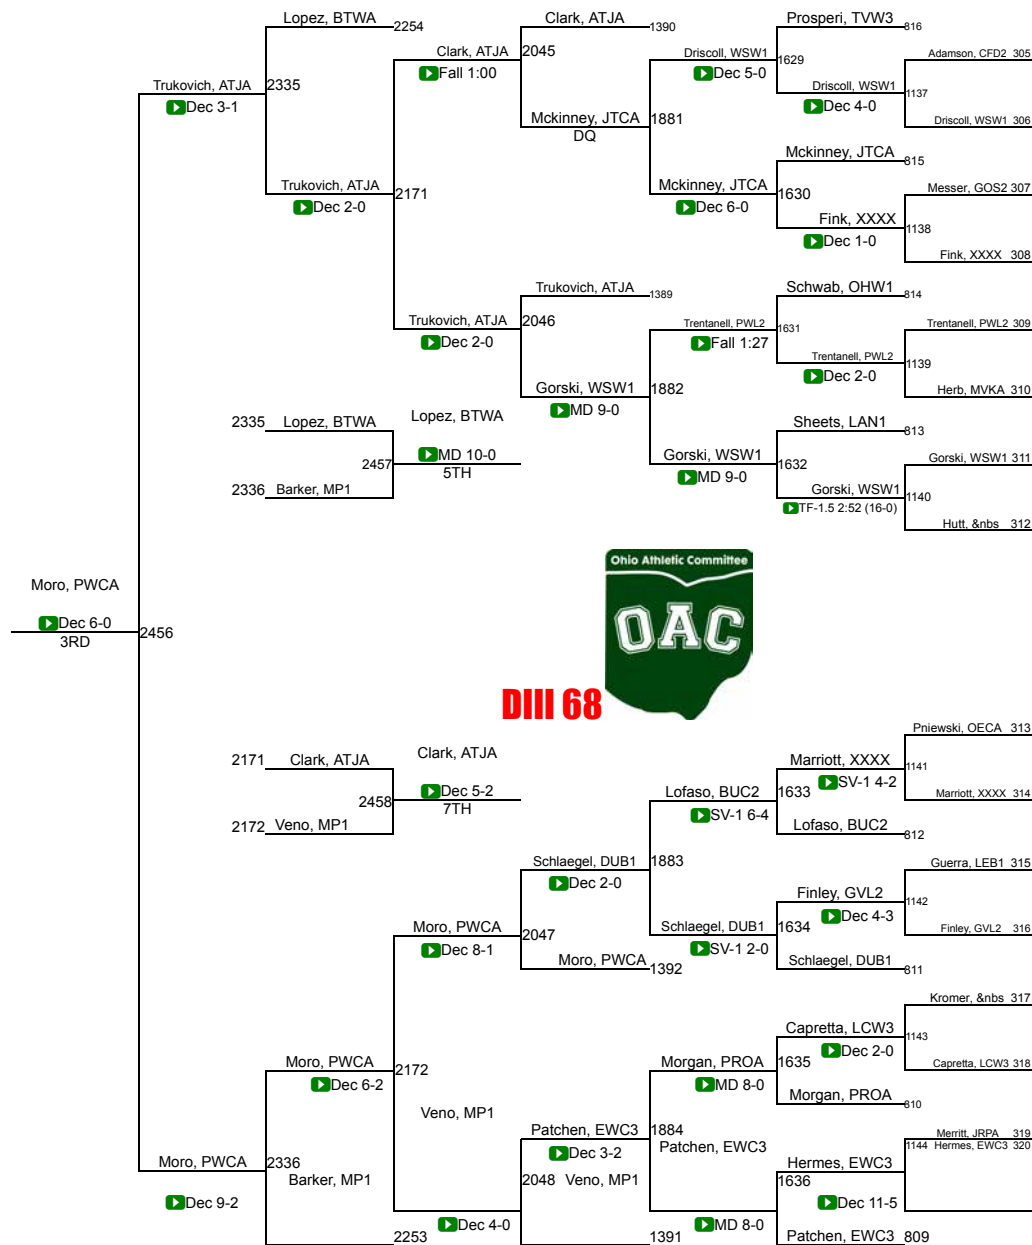 Lopez, BTWA
2254
Clark, ATJA
1390
Prosperi, TVW3
816
Clark, ATJA
2045
Driscoll, WSW1
1629
Adamson, CFD2 305
Fall 1:00
Dec 5-0
Trukovich, ATJA
2335
Driscoll, WSW1
1137
Dec 3-1
Dec 4-0
Mckinney, JTCA
1881
Driscoll, WSW1 306
DQ
Mckinney, JTCA
815
Trukovich, ATJA
2171
Mckinney, JTCA
1630
Messer, GOS2 307
Dec 2-0
Dec 6-0
Fink, XXXX
1138
Dec 1-0
Fink, XXXX 308
Trukovich, ATJA
1389
Schwab, OHW1
814
Trukovich, ATJA
2046
Trentanell, PWL2
1631
Trentanell, PWL2 309
Dec 2-0
Fall 1:27
Trentanell, PWL2
1139
Dec 2-0
Gorski, WSW1
1882
Herb, MVKA 310
MD 9-0
2335
Lopez, BTWA
Lopez, BTWA
Sheets, LAN1
813
2457
MD 10-0
5TH
Gorski, WSW1
1632
Gorski, WSW1 311
MD 9-0
2336
Barker, MP1
Gorski, WSW1
1140
TF-1.5 2:52 (16-0)
Hutt, &nbs 312
Ohio Athletic Committee
OAC
Moro, PWCA
Dec 6-0
3RD
2456
DIII 68
Pniewski, OECA 313
2171
Clark, ATJA
Clark, ATJA
Marriott, XXXX
1141
2458
Dec 5-2
7TH
SV-1 4-2
Lofaso, BUC2
1633
Marriott, XXXX 314
SV-1 6-4
2172
Veno, MP1
Lofaso, BUC2
812
Schlaegel, DUB1
1883
Guerra, LEB1 315
Dec 2-0
Finley, GVL2
1142
Dec 4-3
Moro, PWCA
2047
Schlaegel, DUB1
1634
Finley, GVL2 316
Dec 8-1
SV-1 2-0
Moro, PWCA
1392
Schlaegel, DUB1
811
Kromer, &nbs 317
Capretta, LCW3
1143
Dec 2-0
Moro, PWCA
2172
Morgan, PROA
1635
Capretta, LCW3 318
Dec 6-2
MD 8-0
Morgan, PROA
810
Veno, MP1
Patchen, EWC3
1884
Merritt, JRPA 319
Dec 3-2
Patchen, EWC3
1144
Hermes, EWC3 320
Moro, PWCA
2336
Hermes, EWC3
Barker, MP1
2048
Veno, MP1
1636
Dec 9-2
Dec 11-5
Dec 4-0
MD 8-0
2253
1391
Patchen, EWC3
809